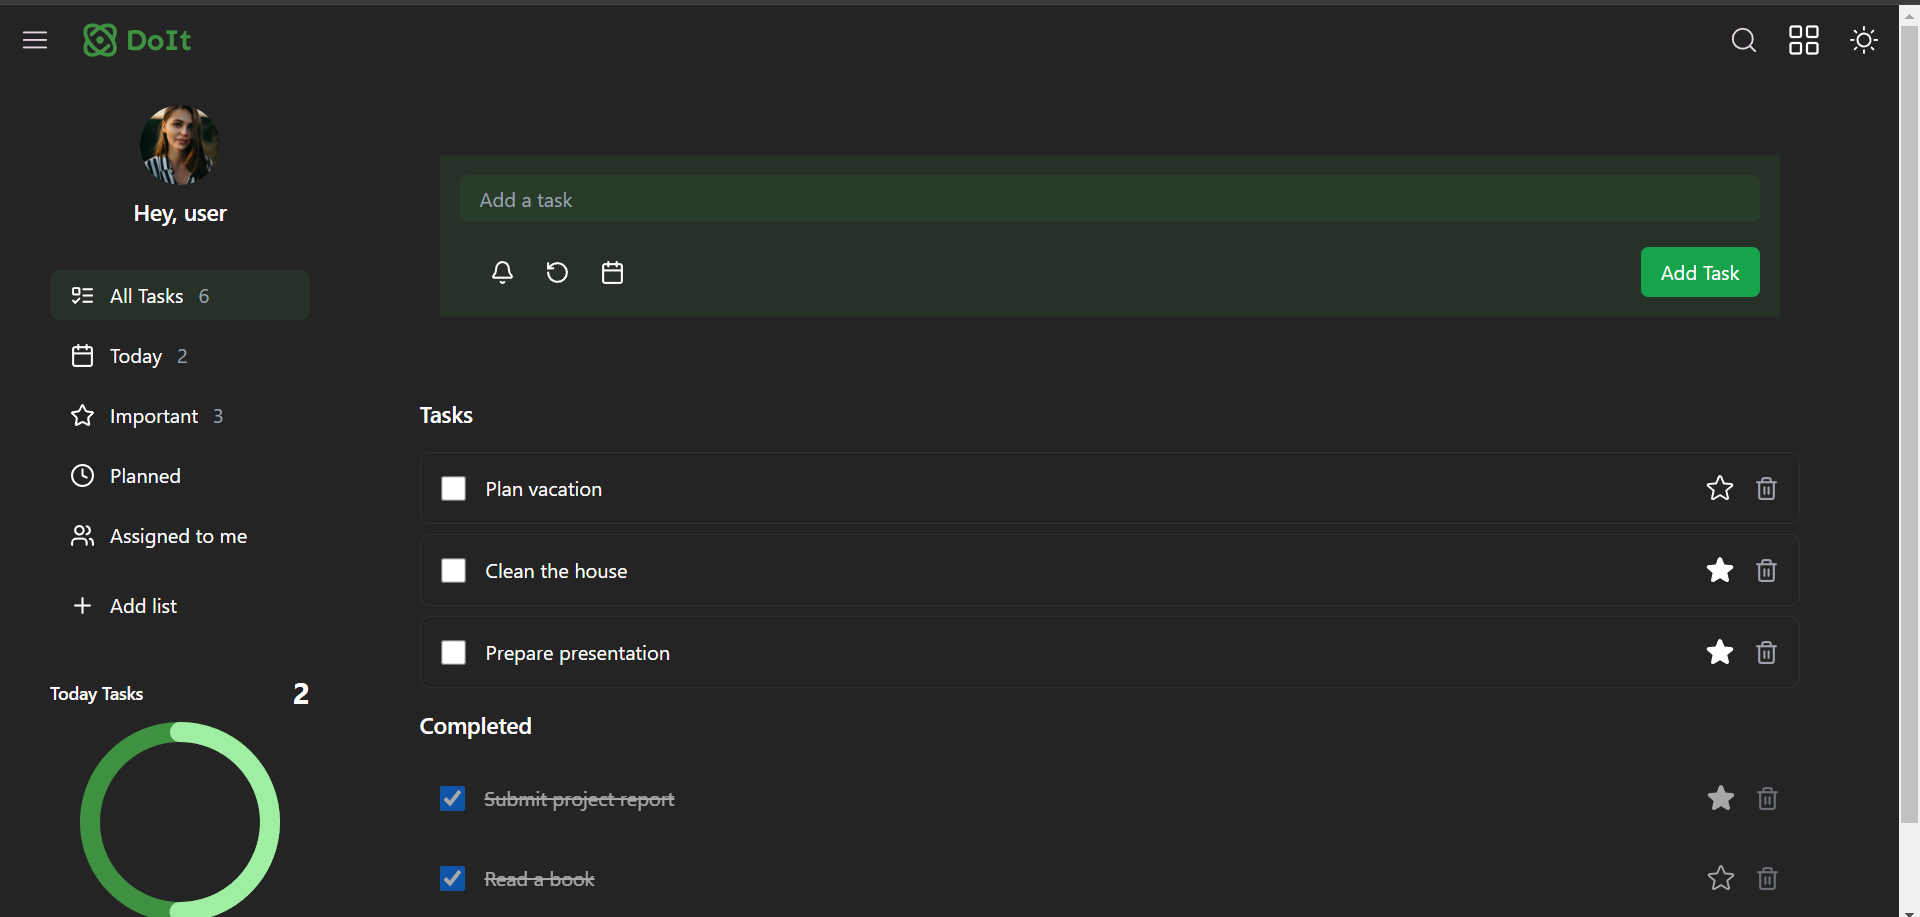 DoIt
Hey, user
All Tasks 6
Today 2
Important 3
Planned
Assigned to me
Add list
Today Tasks 2
Add a task
Add Task
Tasks
Plan vacation
Clean the house
Prepare presentation
Completed
Submit project report
Read a book